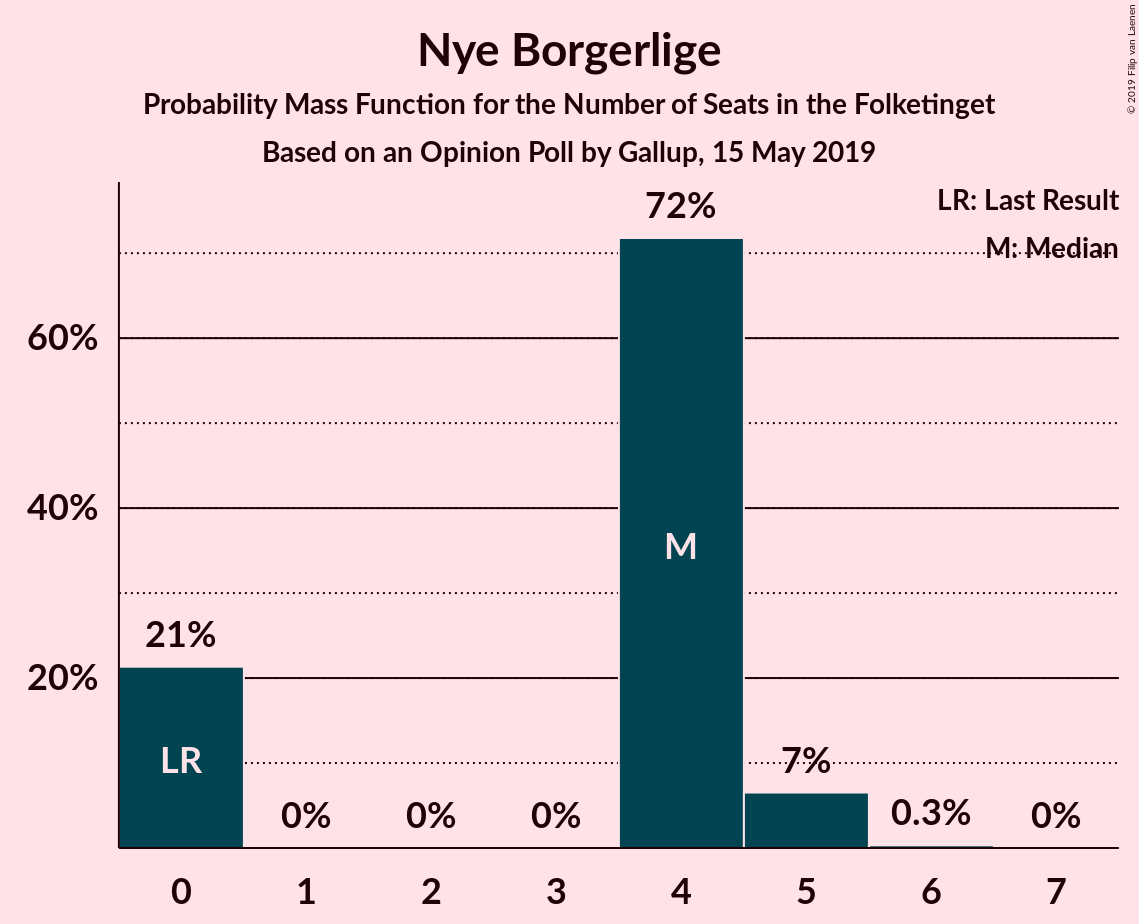 Nye Borgerlige
Probability Mass Function for the Number of Seats in the Folketinget
Based on an Opinion Poll by Gallup, 15 May 2019
© 2019 Filip van Laenen
LR: Last Result
M: Median
72%
60%
40%
M
21%
20%
LR
7%
0%
0%
0%
0.3%
0%
0
1
2
3
4
5
6
7